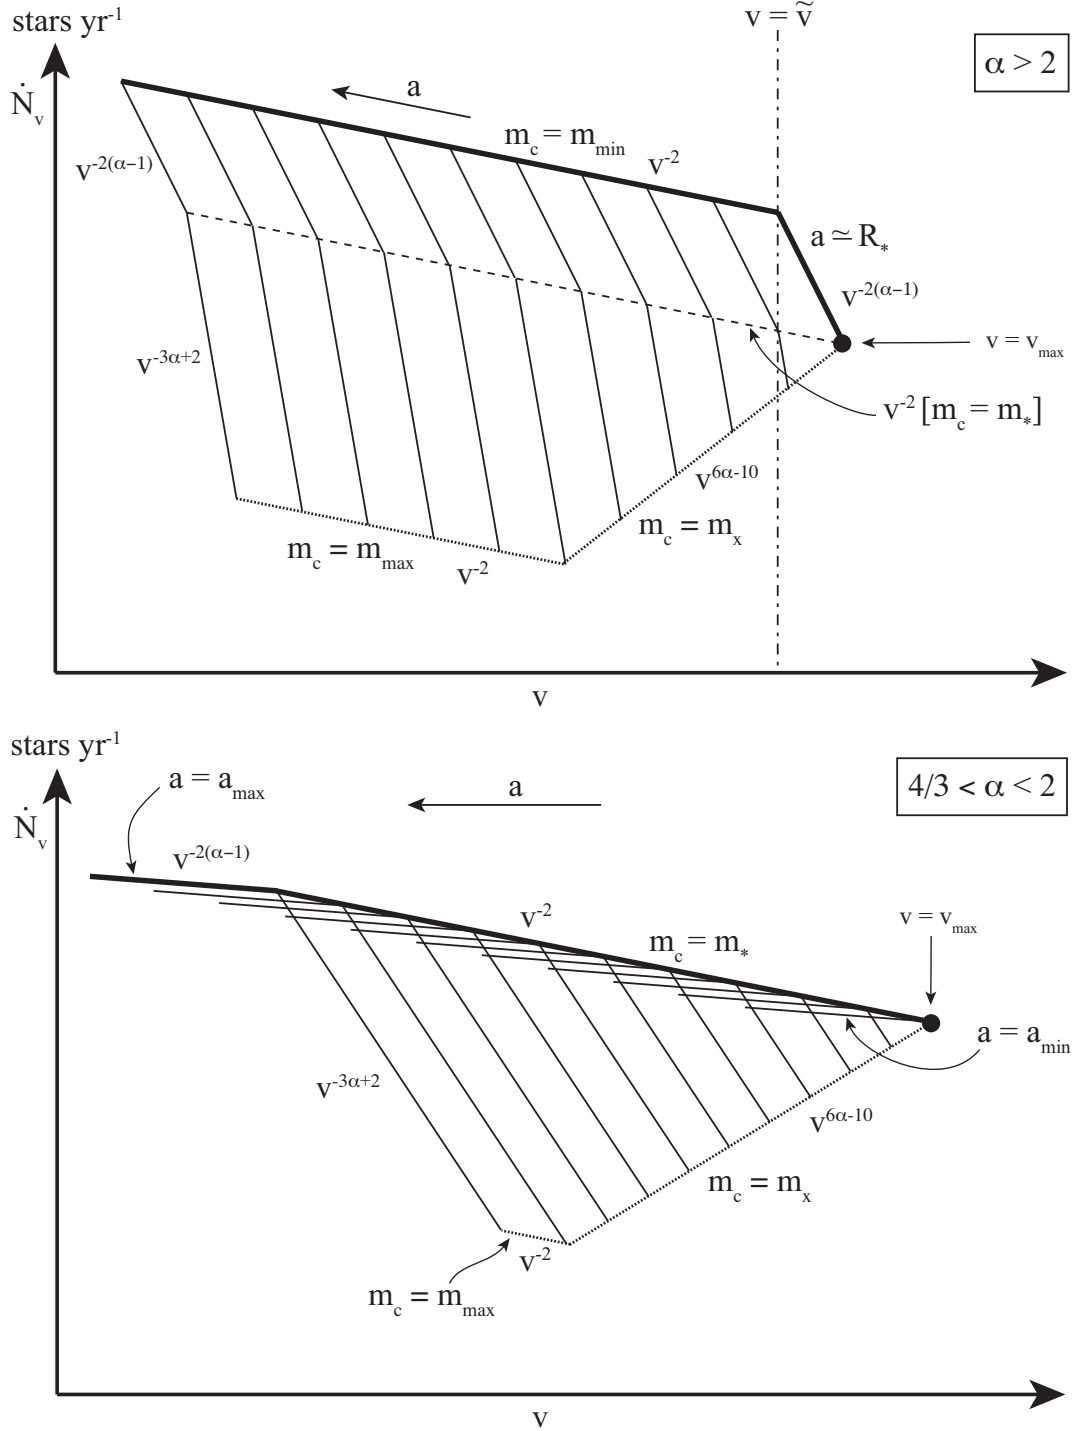 stars yr⁻¹
v = ṽ
α > 2
Ṅ_v
a
m_c = m_min
v⁻²
v^-2(α−1)
a ≃ R_*
v^-2(α−1)
v = v_max
v^-3α+2
v⁻² [m_c = m_*]
v^6α-10
m_c = m_x
m_c = m_max
v⁻²
v
stars yr⁻¹
a = a_max
a
4/3 < α < 2
Ṅ_v
v^-2(α−1)
v⁻²
v = v_max
m_c = m_*
a = a_min
v^-3α+2
v^6α-10
m_c = m_x
v⁻²
m_c = m_max
v